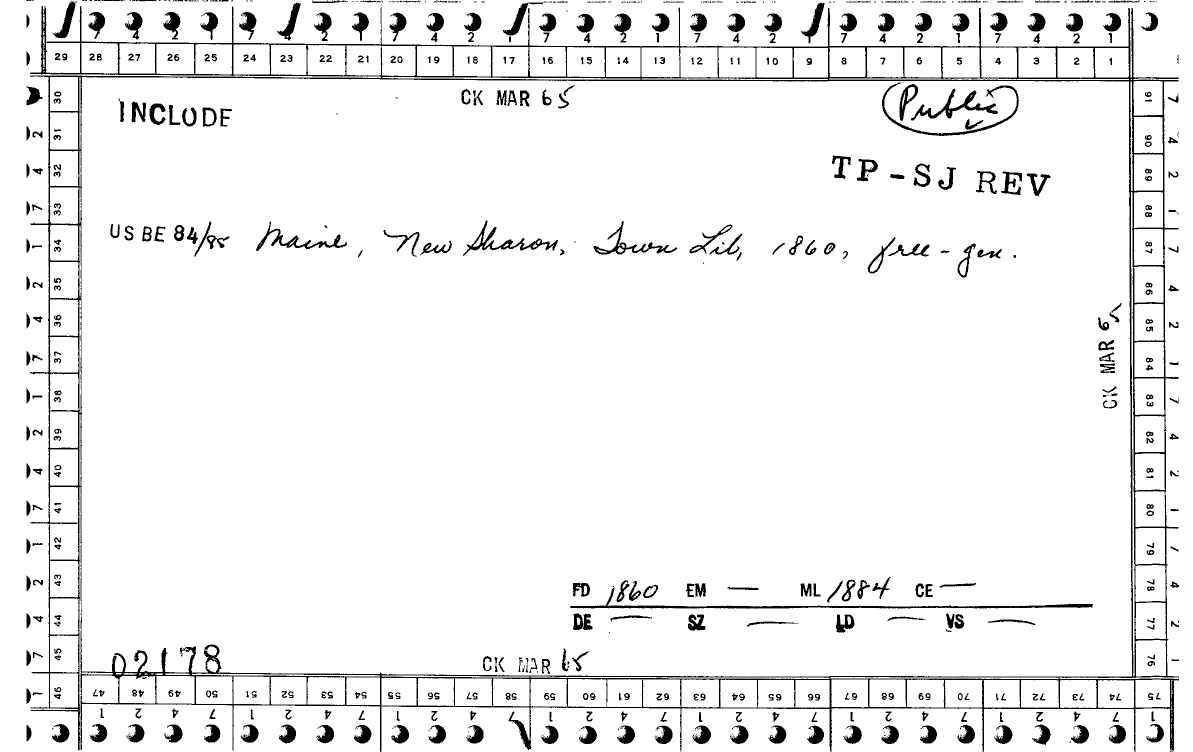 7 4 2 1 7 4 2 1 7 4 2 1 7 4 2 1 7 4 2 1 7 4 2 1 7 4 2 1
29 28 27 26 25 24 23 22 21 20 19 18 17 16 15 14 13 12 11 10 9 8 7 6 5 4 3 2 1
INCLUDE
CK MAR 65
Public
TP-SJ REV
US BE 84/85 Maine, New Sharon, Town Lib, 1860, free-gen.
CK MAR 65
FD 1860 EM — ML 1884 CE —
DE — SZ — LD — VS —
02178
CK MAR 65
30 31 32 33 34 35 36 37 38 39 40 41 42 43 44 45 46
91 90 89 88 87 86 85 84 83 82 81 80 79 78 77 76 75
47 48 49 50 51 52 53 54 55 56 57 58 59 60 61 62 63 64 65 66 67 68 69 70 71 72 73 74
1 2 4 7 1 2 4 7 1 2 4 7 1 2 4 7 1 2 4 7 1 2 4 7 1 2 4 7